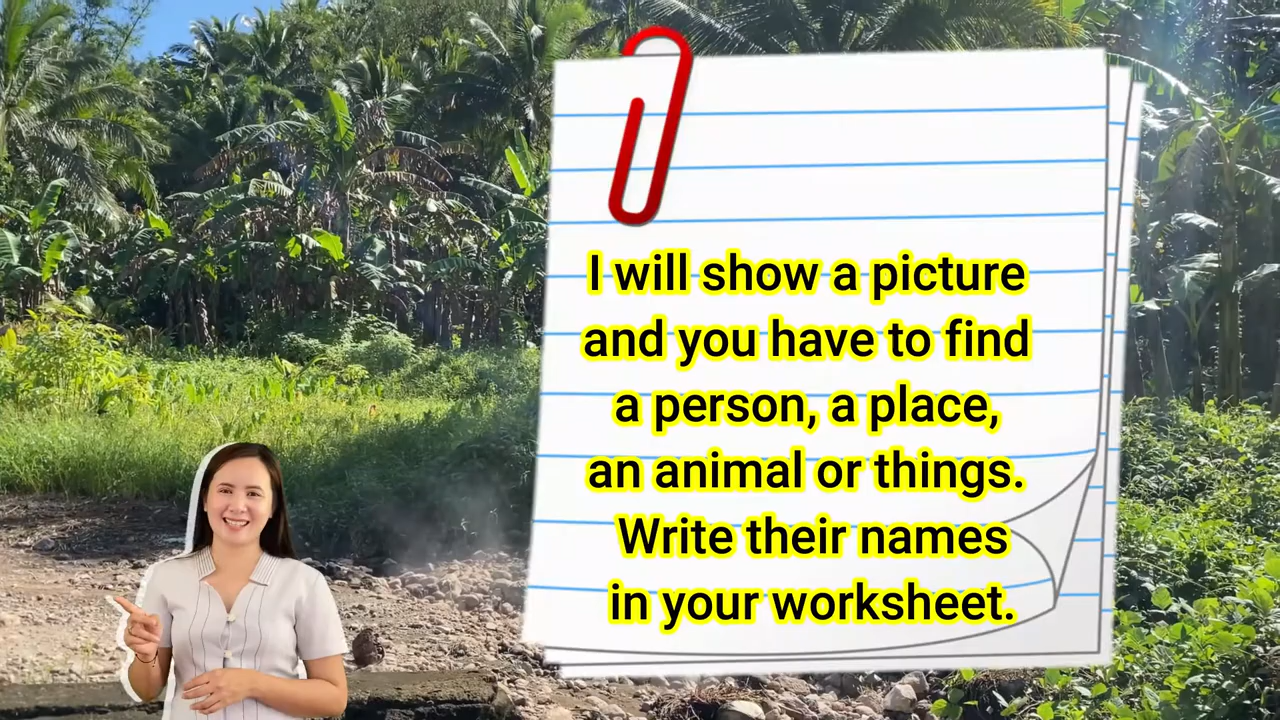 I will show a picture
and you have to find
a person, a place,
an animal or things.
Write their names
in your worksheet.